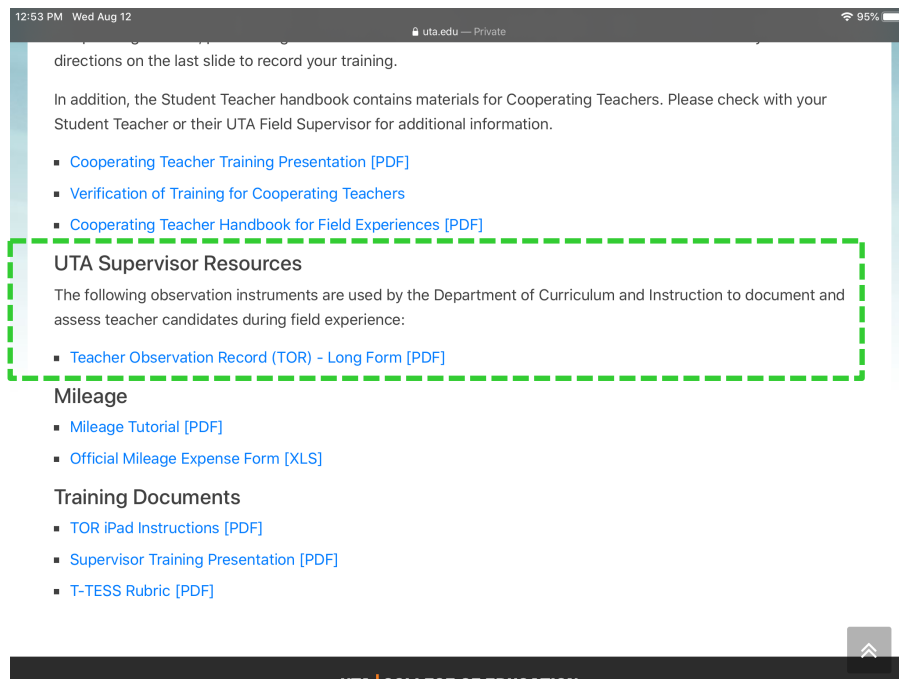 12:53 PM Wed Aug 12
95%
uta.edu — Private
directions on the last slide to record your training.
In addition, the Student Teacher handbook contains materials for Cooperating Teachers. Please check with your
Student Teacher or their UTA Field Supervisor for additional information.
Cooperating Teacher Training Presentation [PDF]
Verification of Training for Cooperating Teachers
Cooperating Teacher Handbook for Field Experiences [PDF]
UTA Supervisor Resources
The following observation instruments are used by the Department of Curriculum and Instruction to document and
assess teacher candidates during field experience:
Teacher Observation Record (TOR) - Long Form [PDF]
Mileage
Mileage Tutorial [PDF]
Official Mileage Expense Form [XLS]
Training Documents
TOR iPad Instructions [PDF]
Supervisor Training Presentation [PDF]
T-TESS Rubric [PDF]
UTA | COLLEGE OF EDUCATION